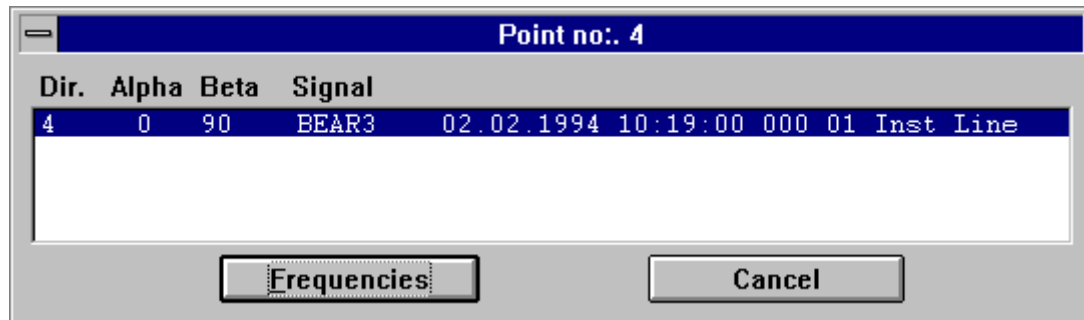 Point no:. 4
Dir. Alpha Beta Signal
4 0 90 BEAR3 02.02.1994 10:19:00 000 01 Inst Line
Frequencies Cancel